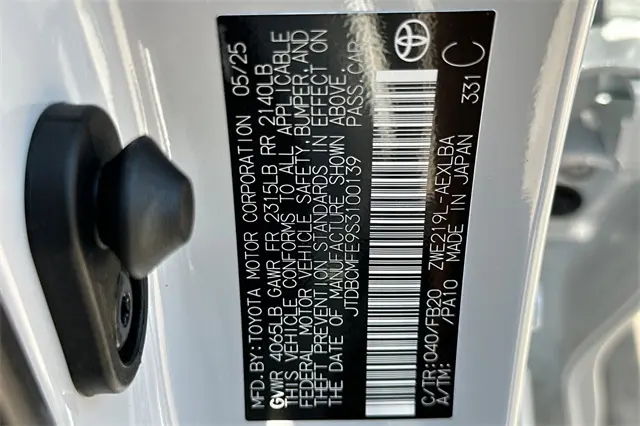 MFD.BY:TOYOTA MOTOR CORPORATION 05/25
GVWR 4065LB GAWR FR 2315LB RR 2140LB
THIS VEHICLE CONFORMS TO ALL APPLICABLE
FEDERAL MOTOR VEHICLE SAFETY,BUMPER,AND
THEFT PREVENTION STANDARDS IN EFFECT ON
THE DATE OF MANUFACTURE SHOWN ABOVE.
JTDBCMFE9S3100139 PASS.CAR
C/TR:040/FB20 ZWE219L-AEXLBA
A/TM: /PA10 MADE IN JAPAN
331 C